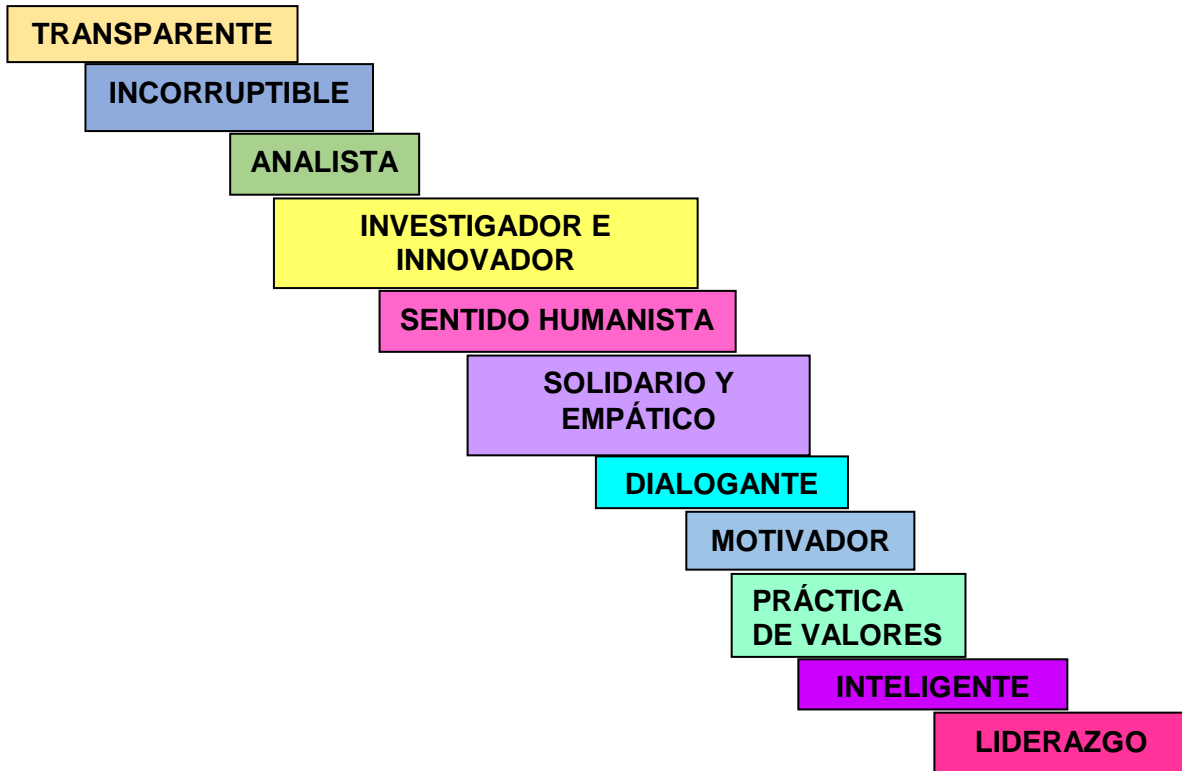 TRANSPARENTE
INCORRUPTIBLE
ANALISTA
INVESTIGADOR E
INNOVADOR
SENTIDO HUMANISTA
SOLIDARIO Y
EMPÁTICO
DIALOGANTE
MOTIVADOR
PRÁCTICA
DE VALORES
INTELIGENTE
LIDERAZGO